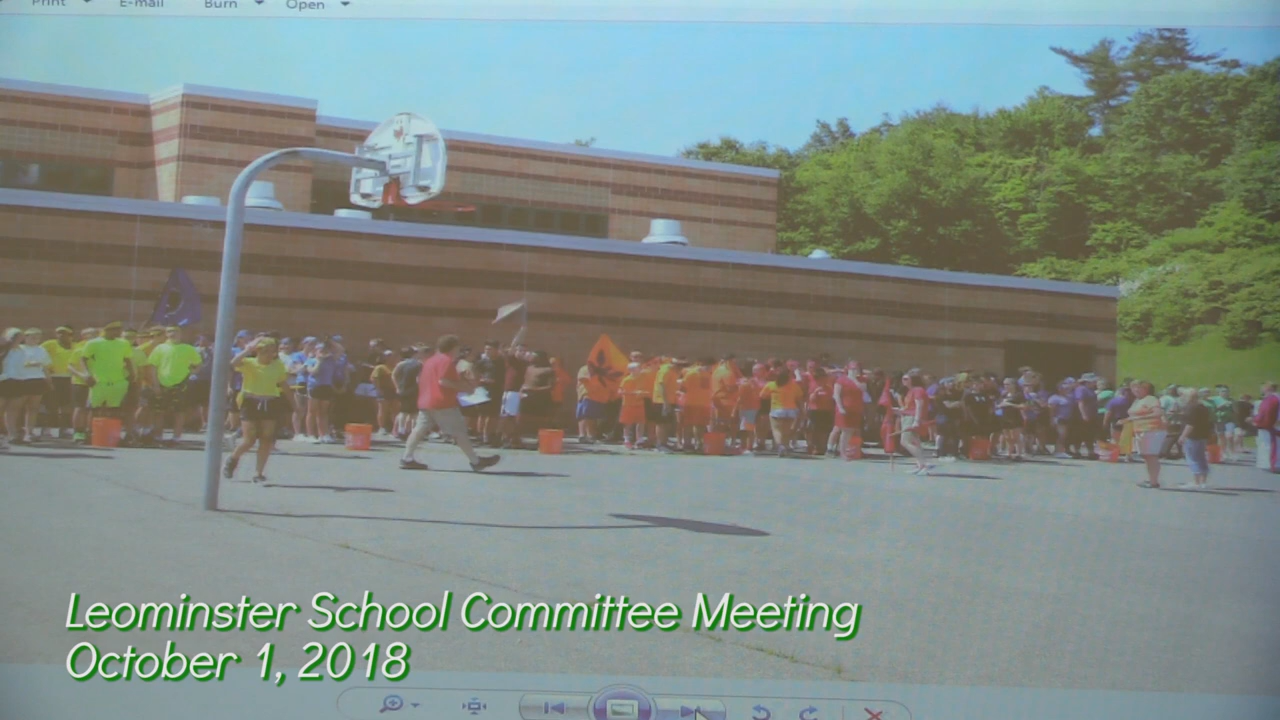 Print E-mail Burn Open
Leominster School Committee Meeting
October 1, 2018